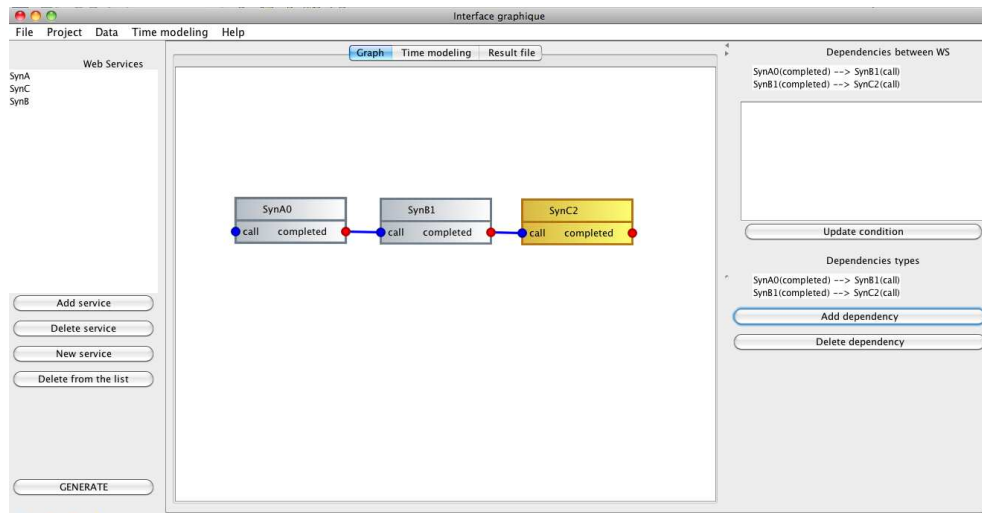 Interface graphique
File Project Data Time modeling Help
Web Services
SynA
SynC
SynB
Add service
Delete service
New service
Delete from the list
GENERATE
Graph Time modeling Result file
SynA0
call completed
SynB1
call completed
SynC2
call completed
Dependencies between WS
SynA0(completed) --> SynB1(call)
SynB1(completed) --> SynC2(call)
Update condition
Dependencies types
SynA0(completed) --> SynB1(call)
SynB1(completed) --> SynC2(call)
Add dependency
Delete dependency